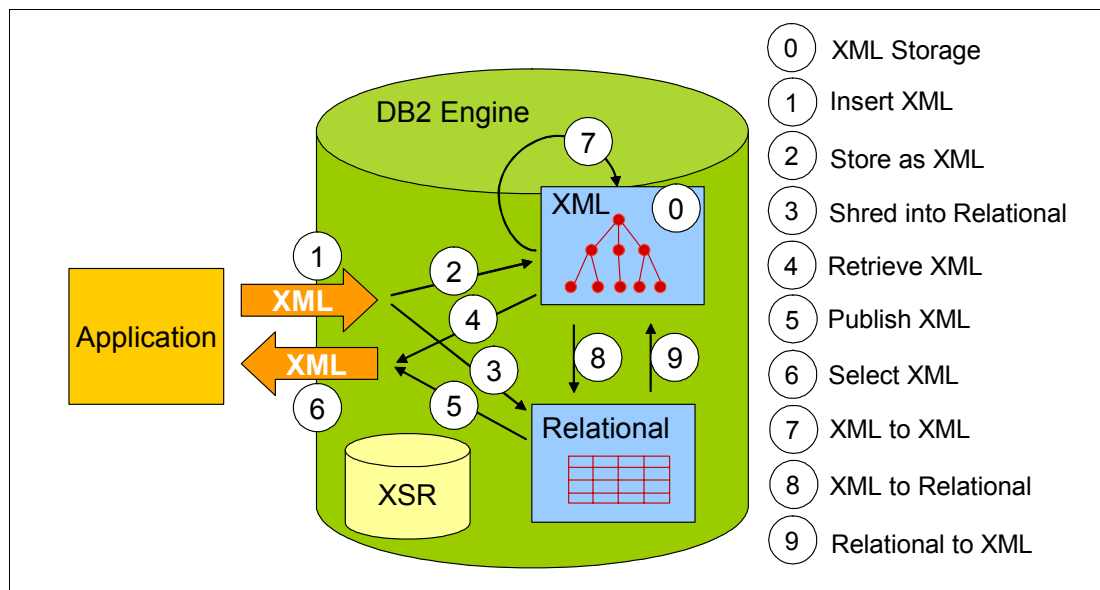 DB2 Engine
7
XML
0
1
2
XML
4
Application
XML
3
8
9
6
5
Relational
XSR
0 XML Storage
1 Insert XML
2 Store as XML
3 Shred into Relational
4 Retrieve XML
5 Publish XML
6 Select XML
7 XML to XML
8 XML to Relational
9 Relational to XML